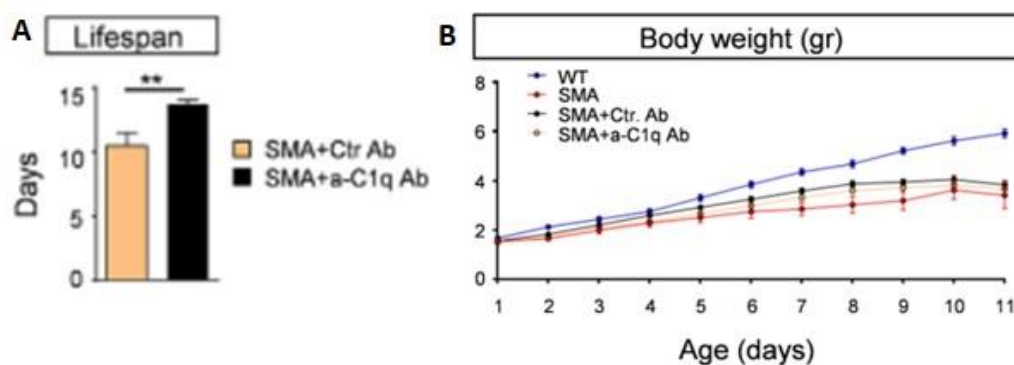 A
Lifespan
**
15
10
5
0
Days
SMA+Ctr Ab
SMA+a-C1q Ab
B
Body weight (gr)
WT
SMA
SMA+Ctr. Ab
SMA+a-C1q Ab
8
6
4
2
0
1 2 3 4 5 6 7 8 9 10 11
Age (days)